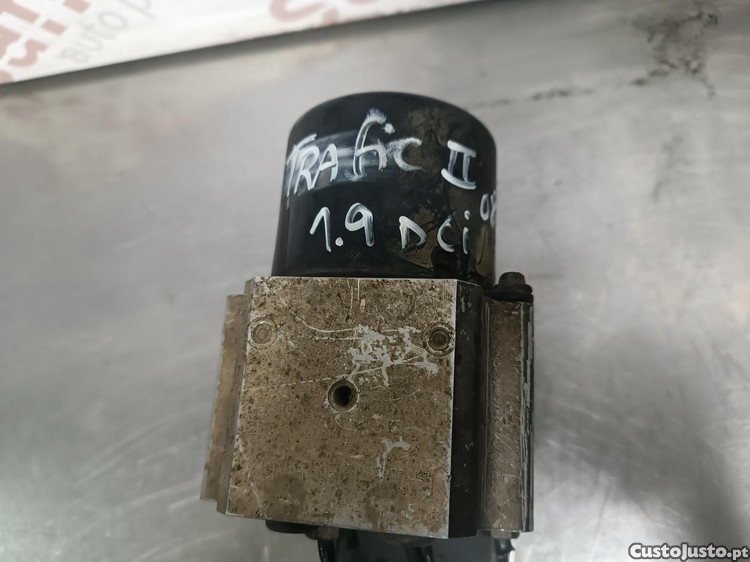 TRAfic II
1.9 DCi 08
CustoJusto.pt